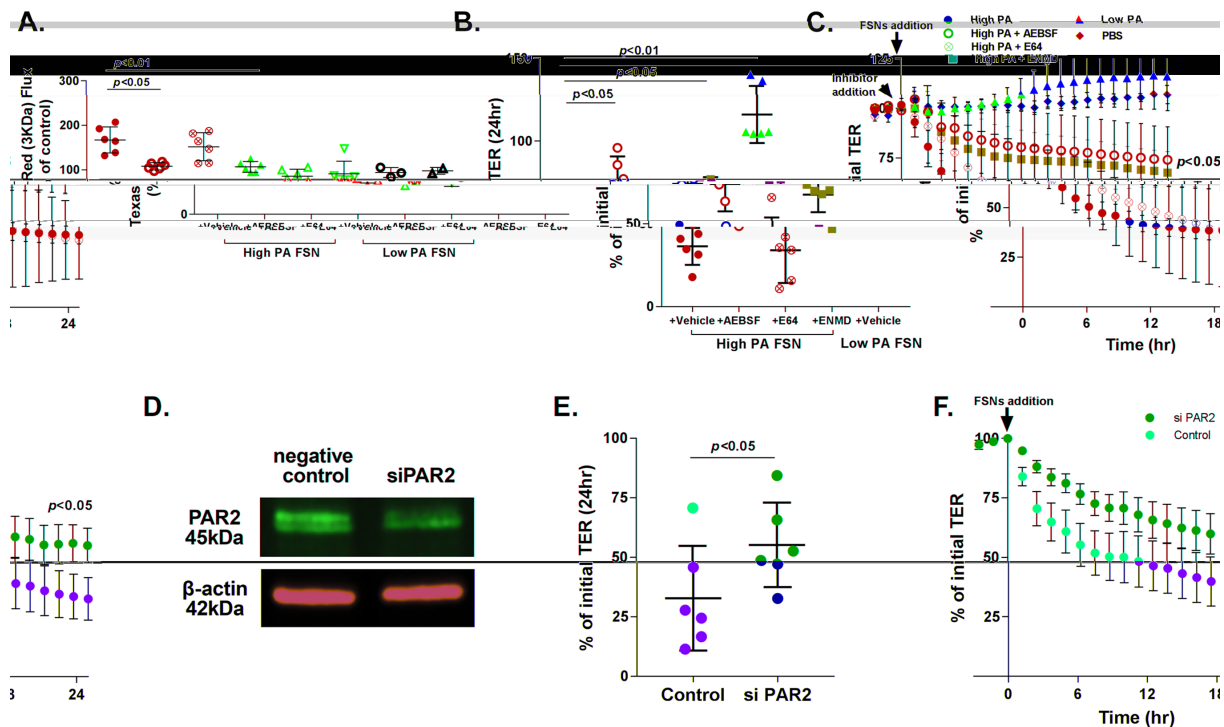 A.
B.
C.
FSNs addition
High PA
Low PA
High PA + AEBSF
PBS
High PA + E64
High PA + ENMD
Inhibitor
addition
p<0.01
p<0.05
p<0.01
p<0.05
p<0.05
Red (3KDa) Flux
of control)
Texas
(%
300
200
100
0
150
100
50
0
TER (24hr)
% of initial
125
75
50
25
p<0.05
% of initial TER
24
High PA FSN
Low PA FSN
+Vehicle
+AEBSF
+E64
+ENMD
+Vehicle
High PA FSN
Low PA FSN
0
6
12
18
Time (hr)
D.
E.
F.
negative
control
siPAR2
PAR2
45kDa
β-actin
42kDa
p<0.05
24
100
75
50
25
0
% of initial TER (24hr)
p<0.05
Control
si PAR2
FSNs addition
si PAR2
Control
100
75
50
25
% of initial TER
0
6
12
18
Time (hr)